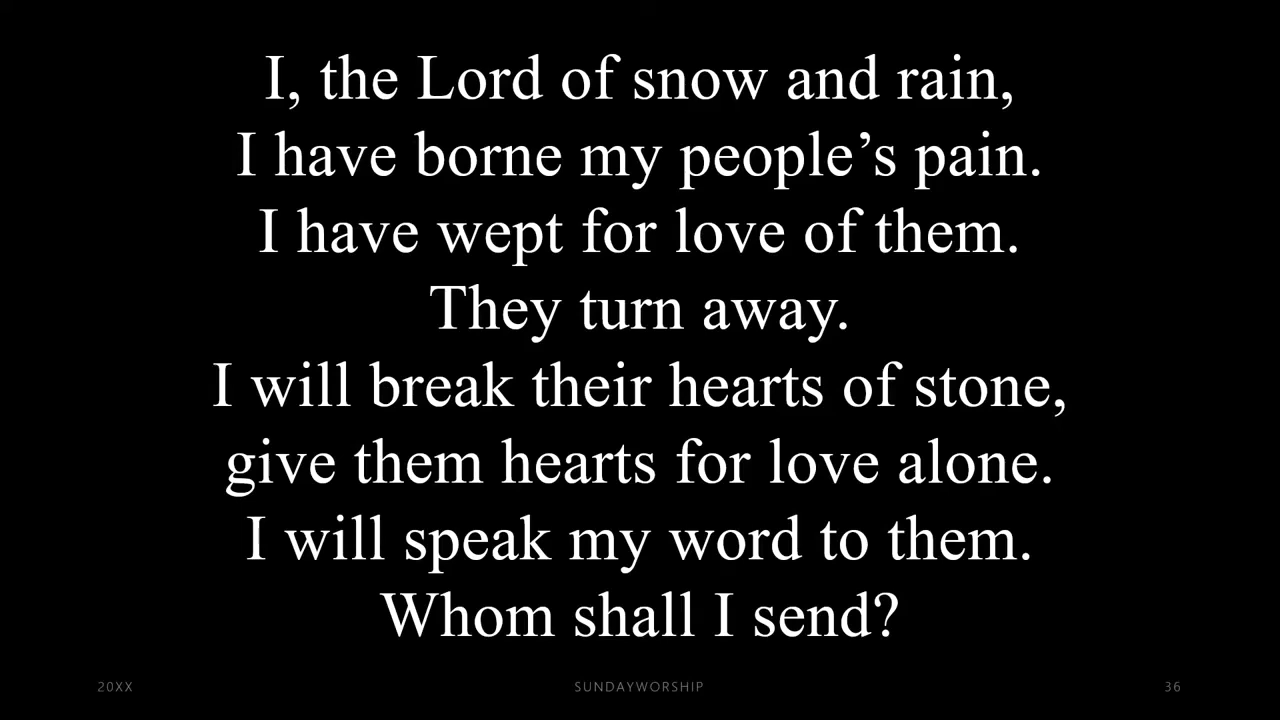 I, the Lord of snow and rain,
I have borne my people’s pain.
I have wept for love of them.
They turn away.
I will break their hearts of stone,
give them hearts for love alone.
I will speak my word to them.
Whom shall I send?
20XX SUNDAYWORSHIP 36